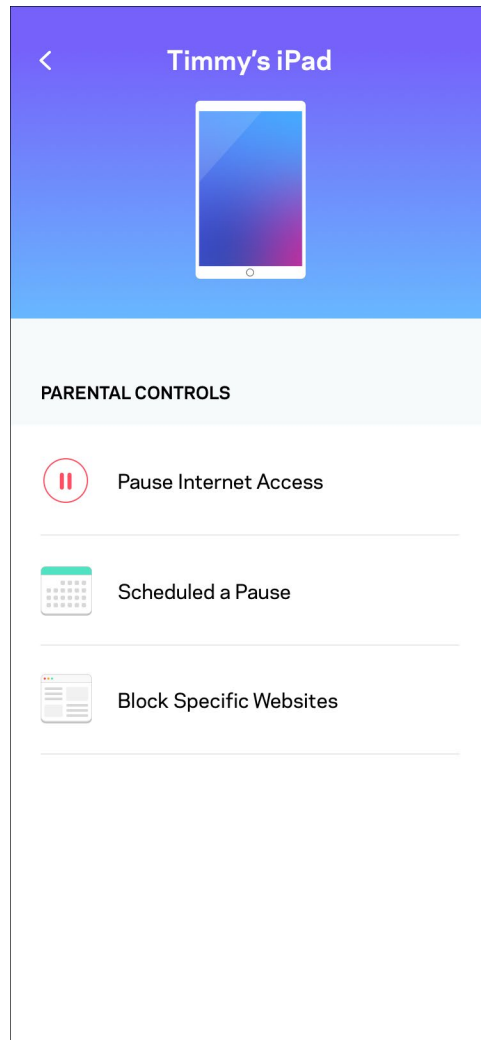 Timmy’s iPad
PARENTAL CONTROLS
Pause Internet Access
Scheduled a Pause
Block Specific Websites